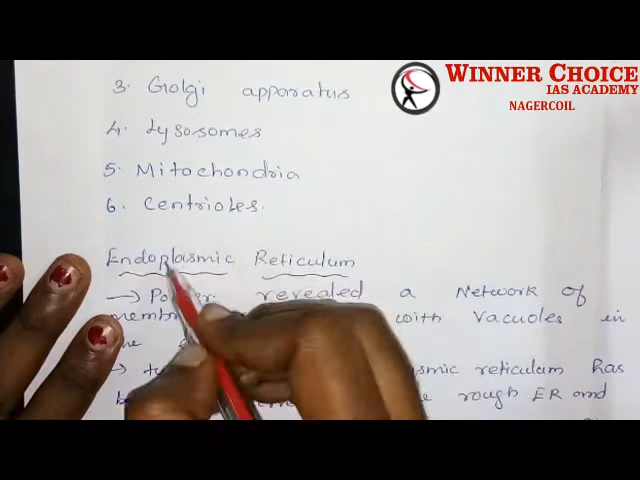 WINNER CHOICE
IAS ACADEMY
NAGERCOIL
3. Golgi apparatus
4. Lysosomes
5. Mitochondria
6. Centrioles.
Endoplasmic Reticulum
→ revealed a Network of
with vacuoles in
→ reticulum has
rough ER and